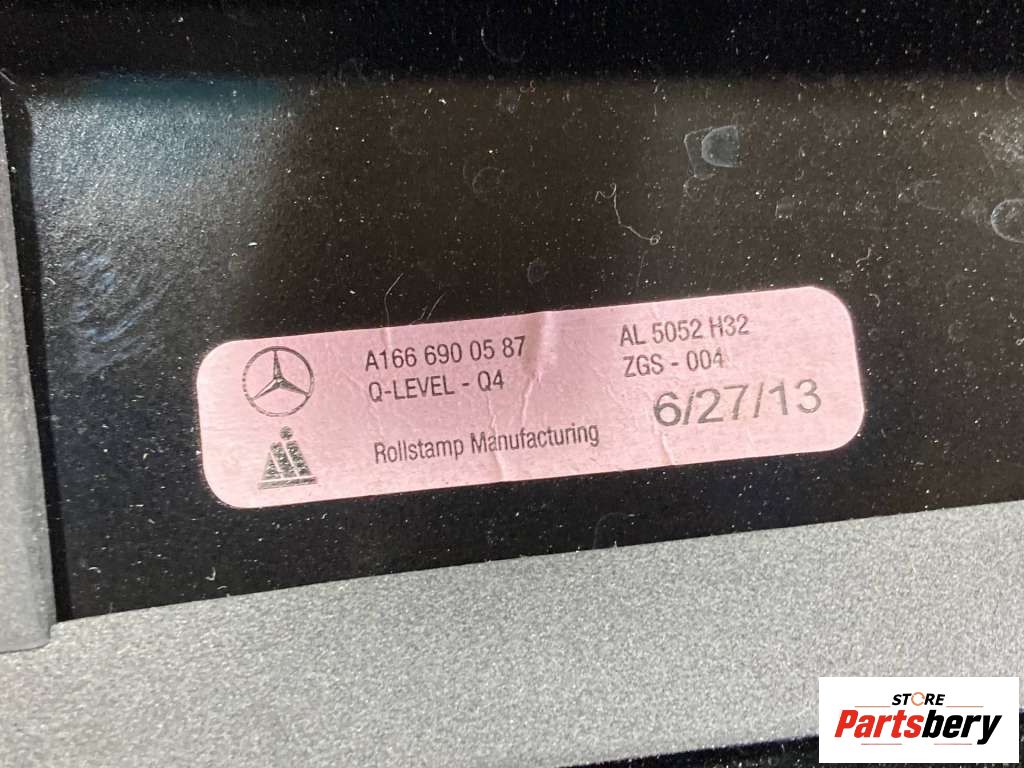 A166 690 05 87
Q-LEVEL - Q4
Rollstamp Manufacturing
AL 5052 H32
ZGS - 004
6/27/13
STORE
Partsbery